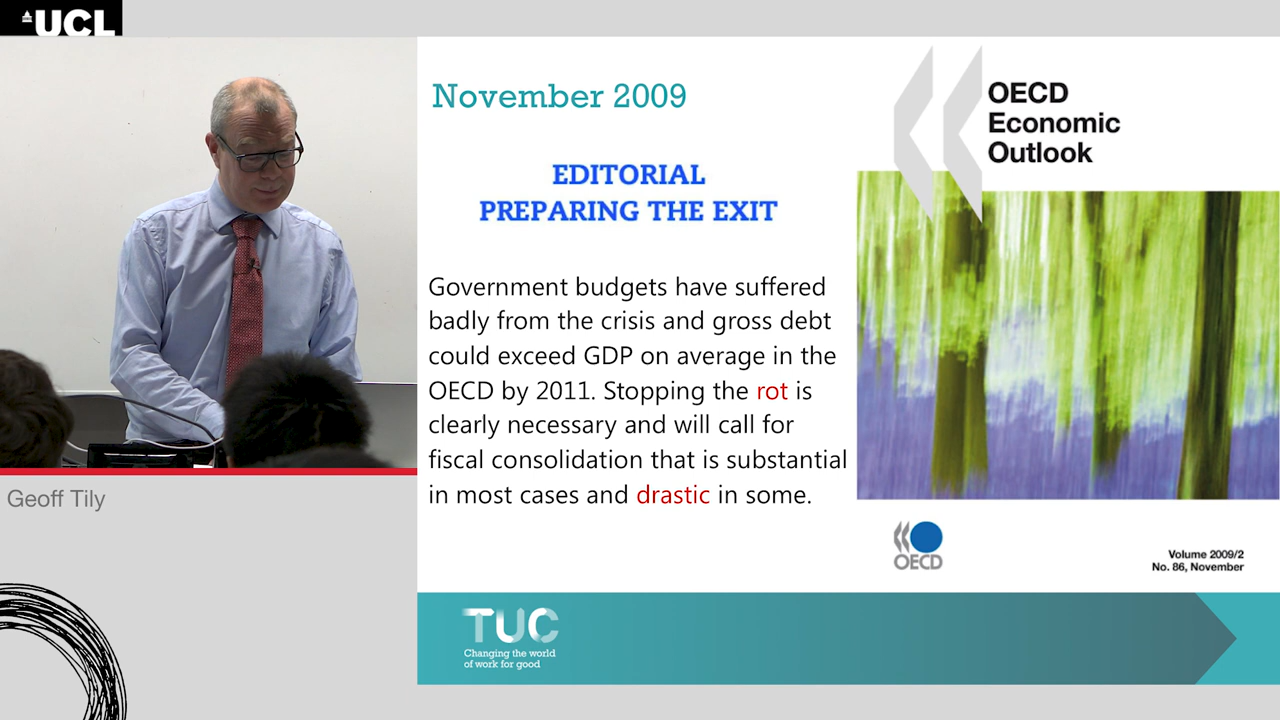 UCL
November 2009
EDITORIAL
PREPARING THE EXIT
Government budgets have suffered
badly from the crisis and gross debt
could exceed GDP on average in the
OECD by 2011. Stopping the rot is
clearly necessary and will call for
fiscal consolidation that is substantial
in most cases and drastic in some.
OECD
Economic
Outlook
OECD
Volume 2009/2
No. 86, November
Geoff Tily
TUC
Changing the world
of work for good